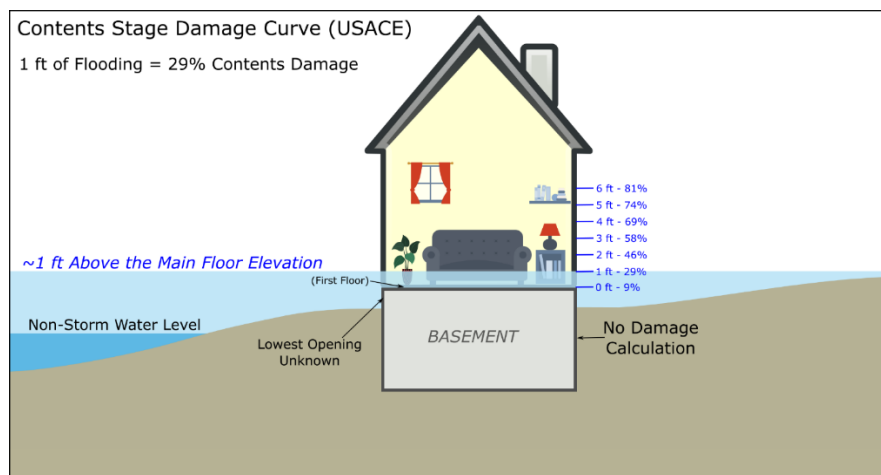 Contents Stage Damage Curve (USACE)
1 ft of Flooding = 29% Contents Damage
6 ft - 81%
5 ft - 74%
4 ft - 69%
3 ft - 58%
2 ft - 46%
~1 ft Above the Main Floor Elevation
1 ft - 29%
(First Floor)
0 ft - 9%
Non-Storm Water Level
Lowest Opening
Unknown
BASEMENT
No Damage
Calculation